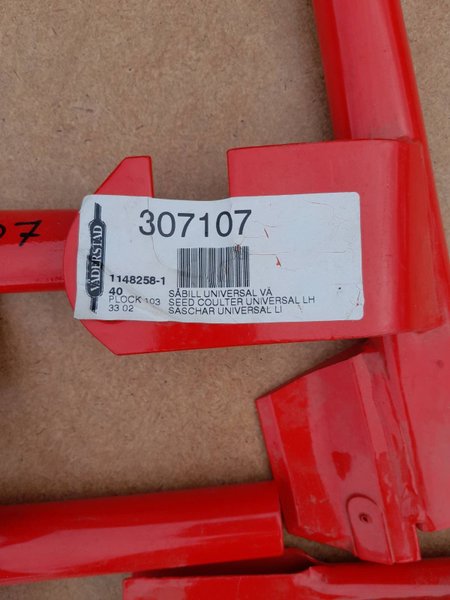 307107
VÄDERSTAD
1148258-1
40 SÅBILL UNIVERSAL VÄ
PLOCK 103 SEED COULTER UNIVERSAL LH
33 02 SÄSCHAR UNIVERSAL LI
07